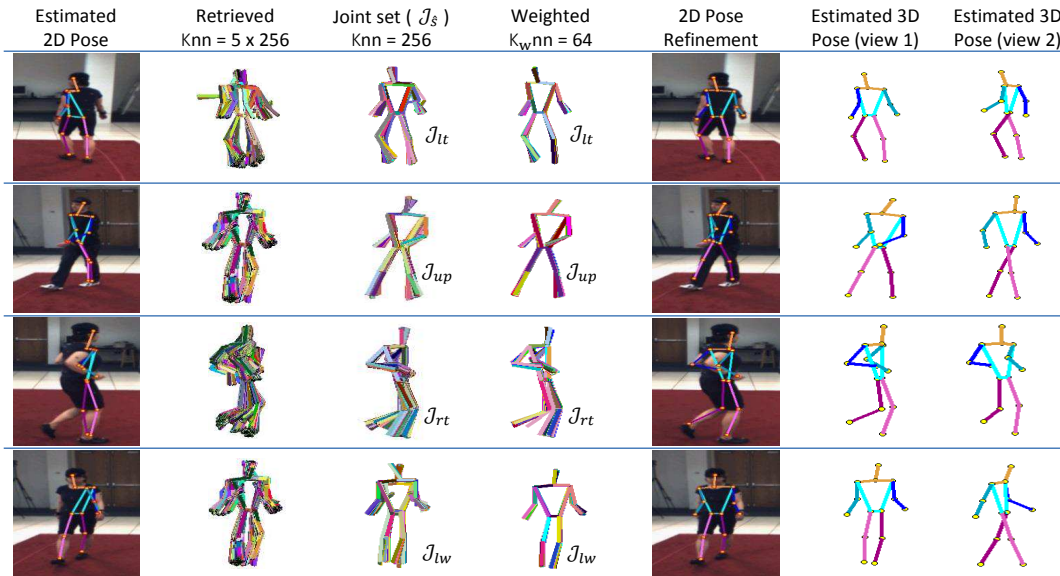 Estimated
2D Pose
Retrieved
Knn = 5 x 256
Joint set ( 𝒥ŝ )
Knn = 256
Weighted
Kwnn = 64
2D Pose
Refinement
Estimated 3D
Pose (view 1)
Estimated 3D
Pose (view 2)
𝒥lt
𝒥lt
𝒥up
𝒥up
𝒥rt
𝒥rt
𝒥lw
𝒥lw